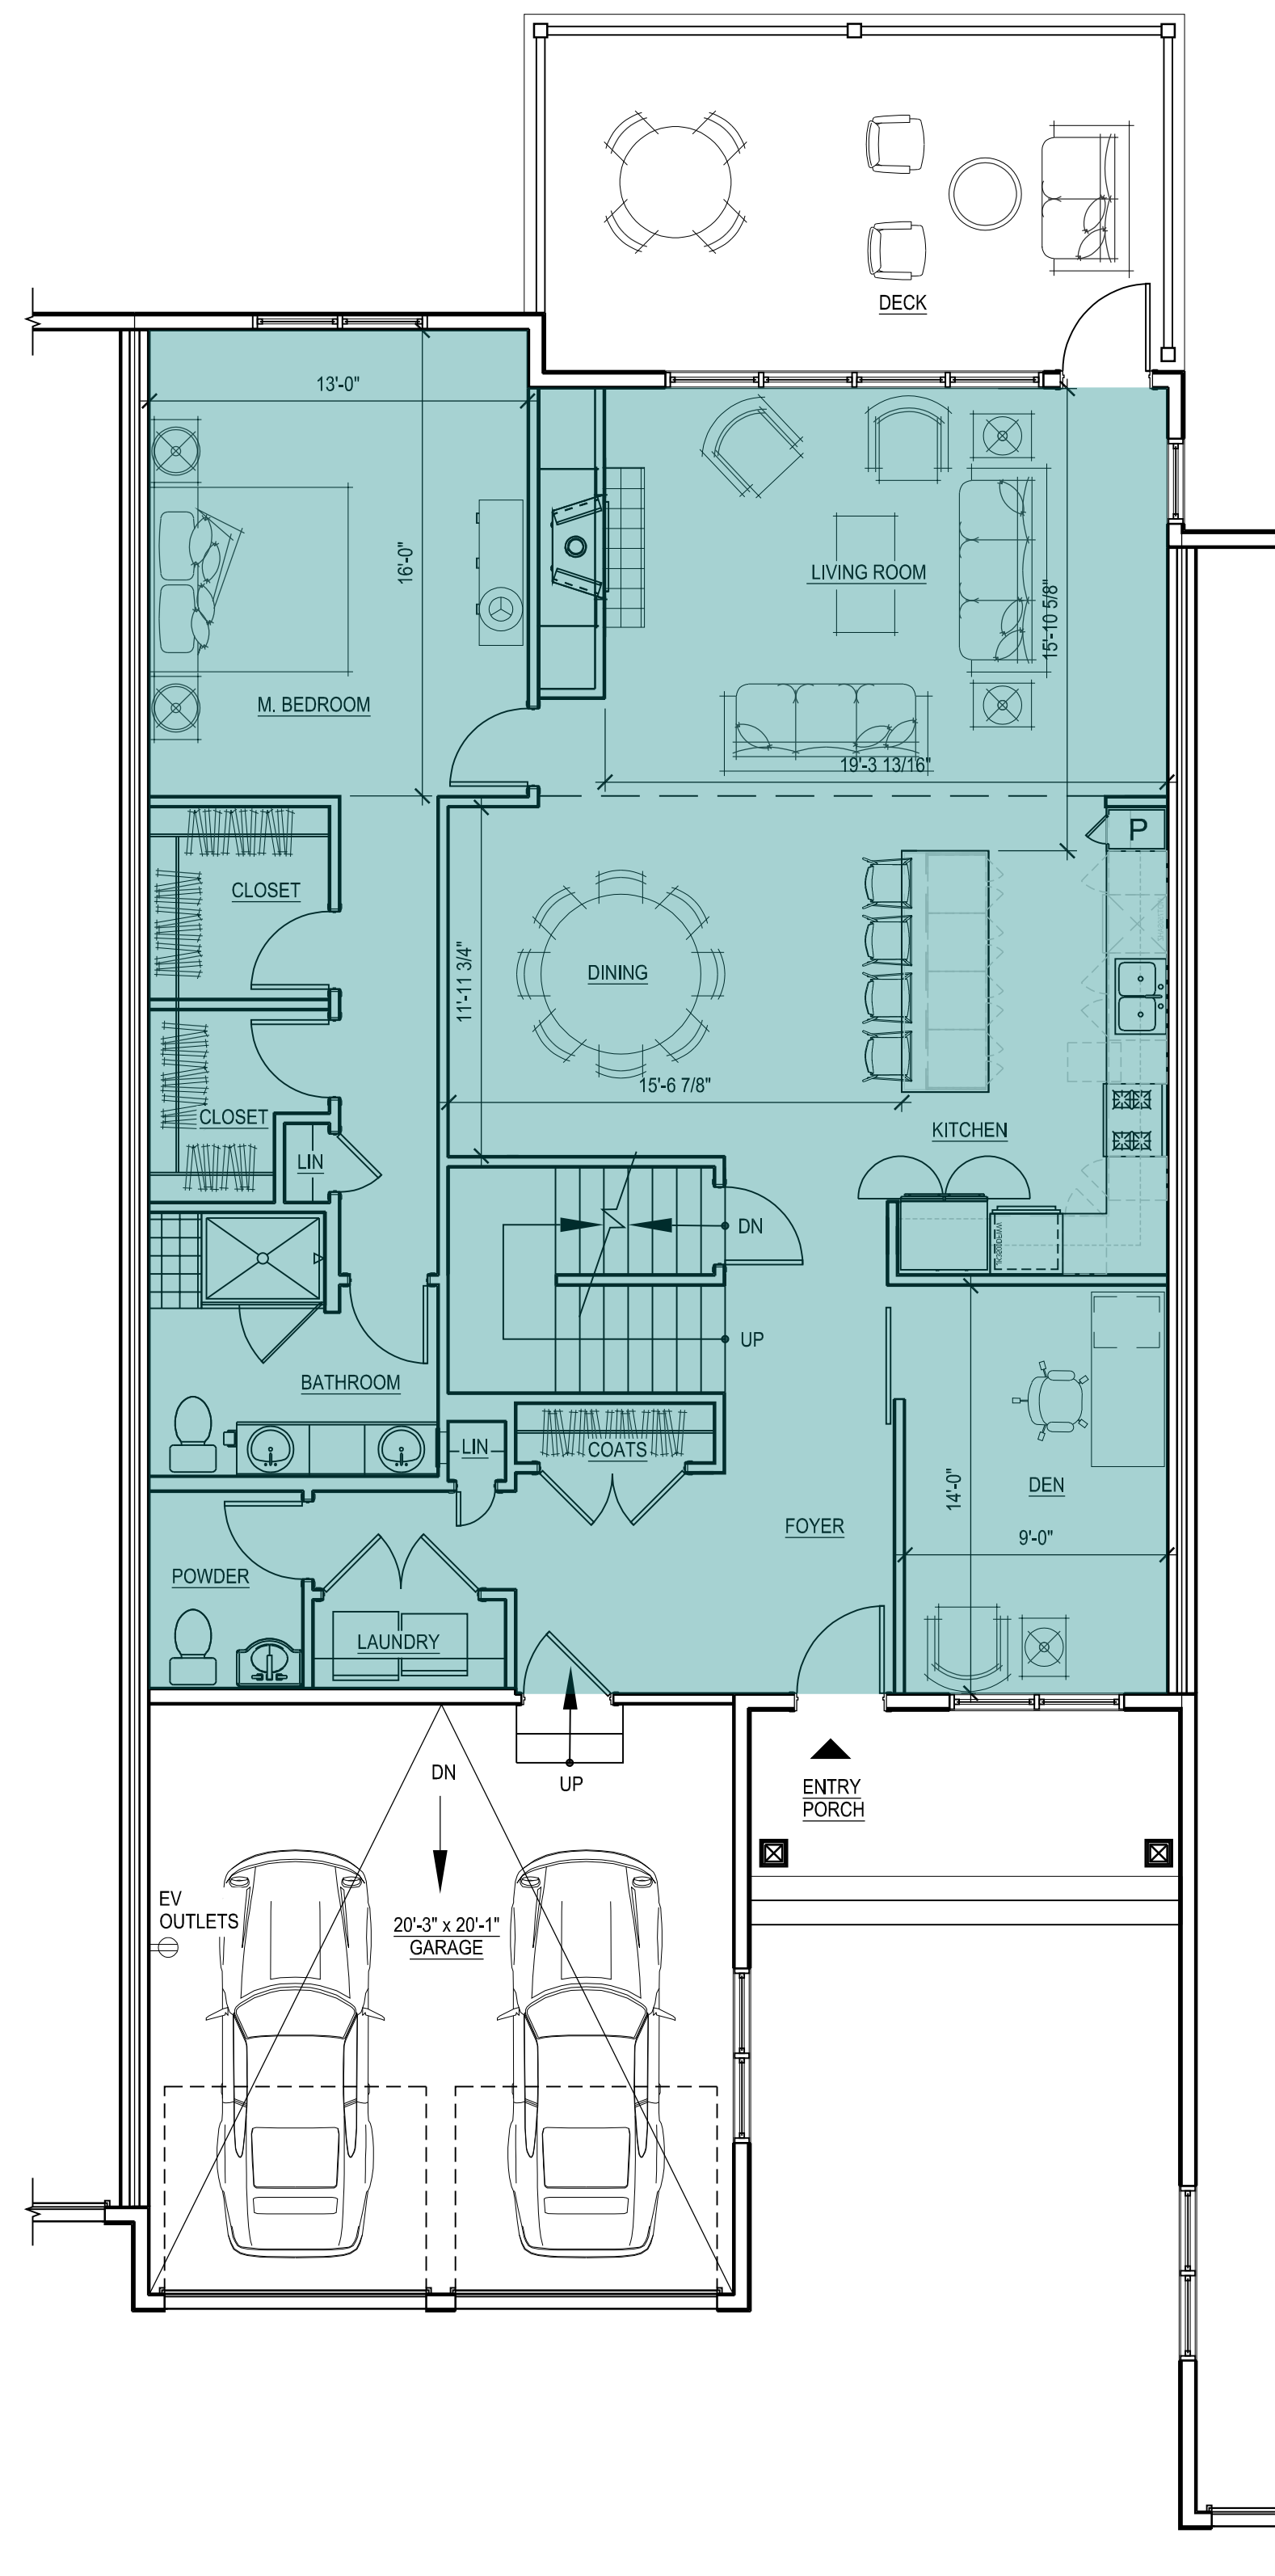 DECK
13'-0"
16'-0"
LIVING ROOM
15'-10 5/8"
M. BEDROOM
19'-3 13/16"
P
CLOSET
DINING
11'-11 3/4"
15'-6 7/8"
CLOSET
KITCHEN
LIN
DN
UP
BATHROOM
LIN
COATS
DEN
14'-0"
FOYER
9'-0"
POWDER
LAUNDRY
DN
UP
ENTRY
PORCH
EV
OUTLETS
20'-3" x 20'-1"
GARAGE